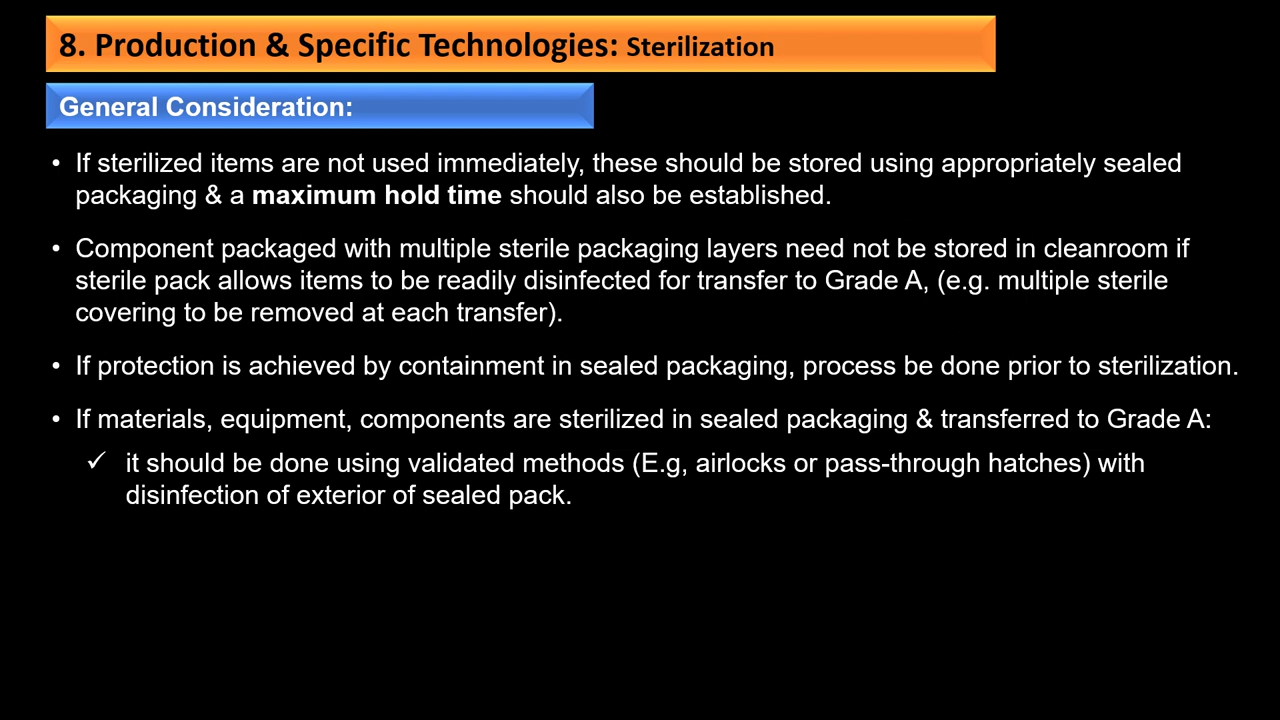 8. Production & Specific Technologies: Sterilization
General Consideration:
• If sterilized items are not used immediately, these should be stored using appropriately sealed
packaging & a maximum hold time should also be established.
• Component packaged with multiple sterile packaging layers need not be stored in cleanroom if
sterile pack allows items to be readily disinfected for transfer to Grade A, (e.g. multiple sterile
covering to be removed at each transfer).
• If protection is achieved by containment in sealed packaging, process be done prior to sterilization.
• If materials, equipment, components are sterilized in sealed packaging & transferred to Grade A:
✓ it should be done using validated methods (E.g, airlocks or pass-through hatches) with
disinfection of exterior of sealed pack.